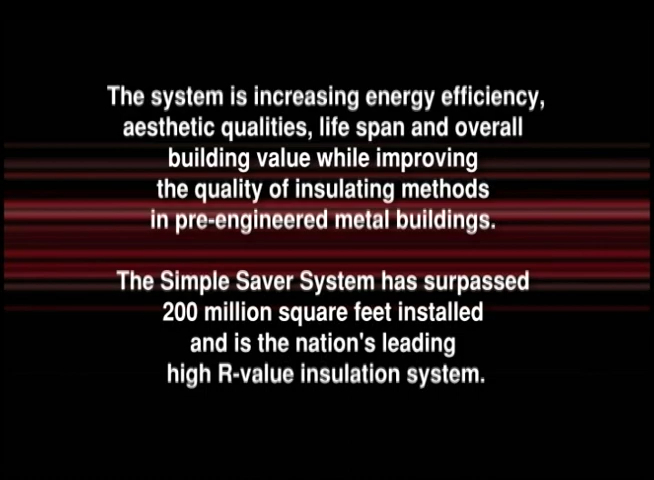 The system is increasing energy efficiency,
aesthetic qualities, life span and overall
building value while improving
the quality of insulating methods
in pre-engineered metal buildings.
The Simple Saver System has surpassed
200 million square feet installed
and is the nation's leading
high R-value insulation system.